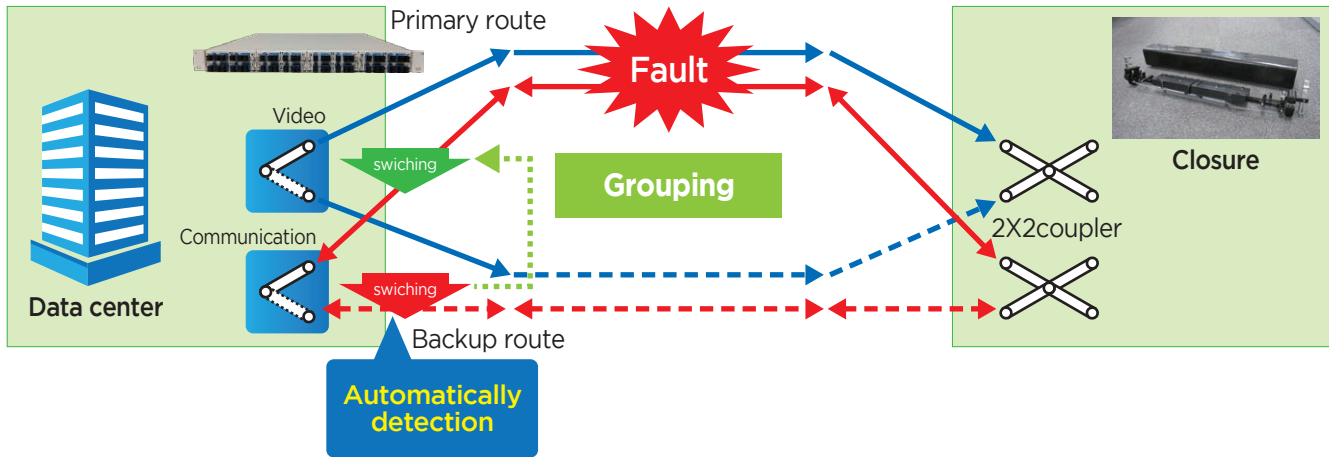 Primary route
Fault
Video
swiching
Grouping
Closure
Communication
2X2coupler
swiching
Data center
Backup route
Automatically
detection